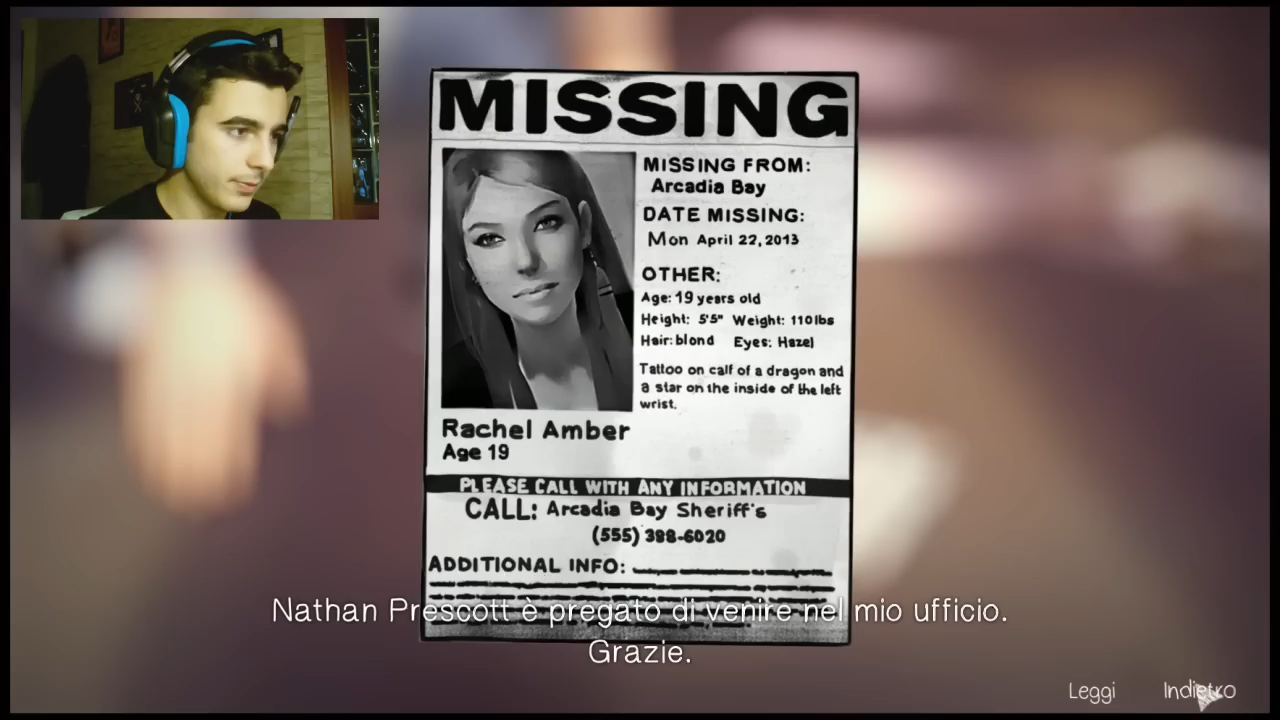 MISSING
MISSING FROM:
Arcadia Bay
DATE MISSING:
Mon April 22, 2013
OTHER:
Age: 19 years old
Height: 5'5" Weight: 110lbs
Hair: blond Eyes: Hazel
Tattoo on calf of a dragon and
a star on the inside of the left
wrist.
Rachel Amber
Age 19
PLEASE CALL WITH ANY INFORMATION
CALL: Arcadia Bay Sheriff's
(555) 388-6020
ADDITIONAL INFO:
Nathan Prescott è pregato di venire nel mio ufficio.
Grazie.
Leggi Indietro